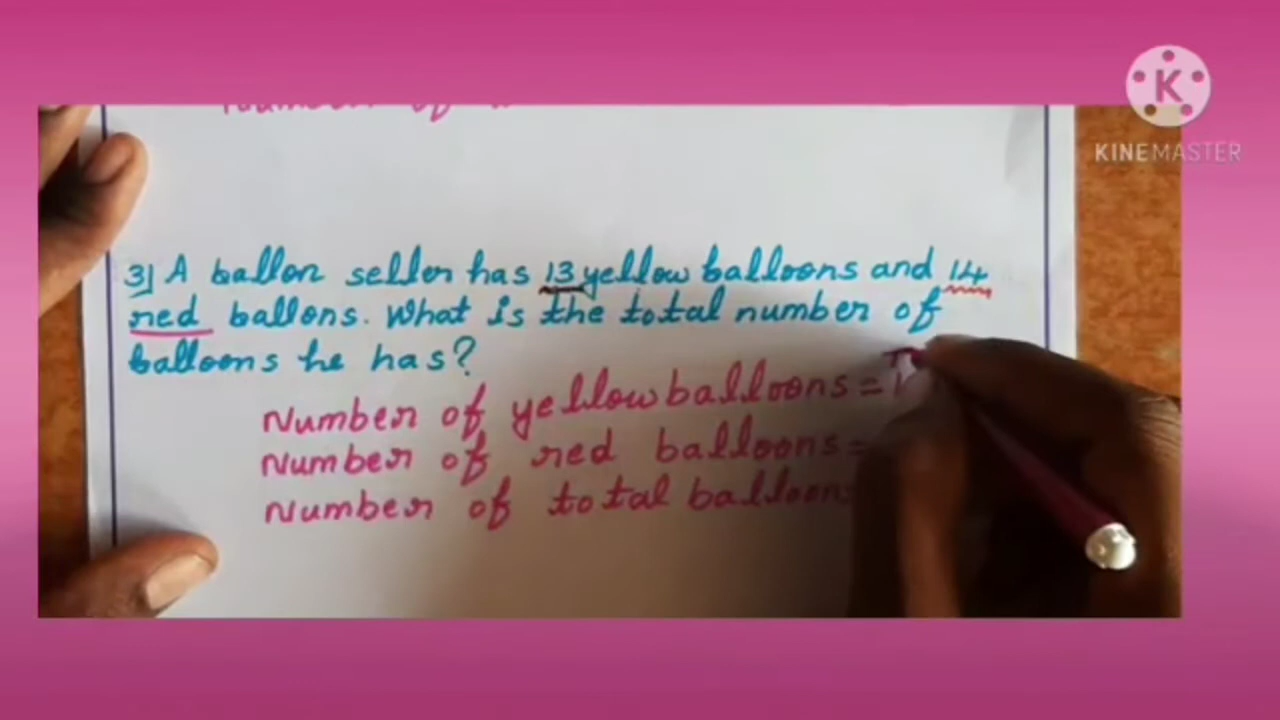 KINEMASTER
3) A ballon seller has 13 yellow balloons and 14
red ballons. What is the total number of
balloons he has?
Number of yellow balloons =
Number of red balloons =
Number of total balloons